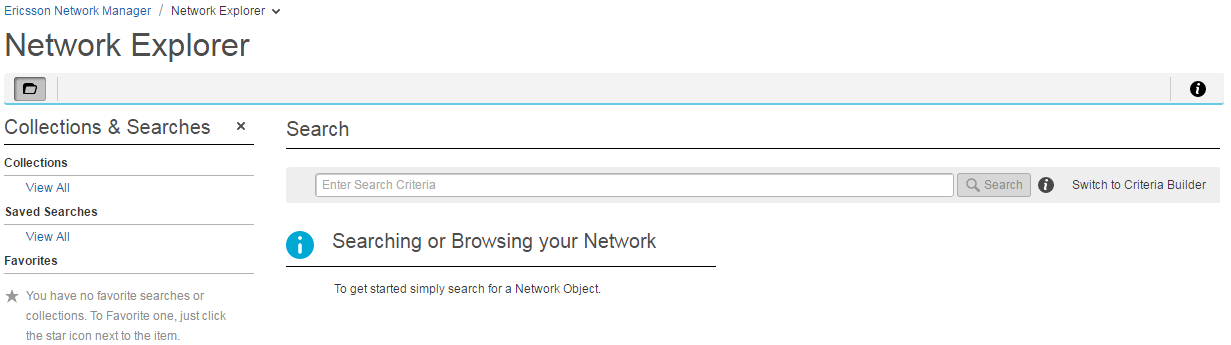 Ericsson Network Manager / Network Explorer
Network Explorer
Collections & Searches
Collections
View All
Saved Searches
View All
Favorites
You have no favorite searches or
collections. To Favorite one, just click
the star icon next to the item.
Search
Enter Search Criteria
Search
Switch to Criteria Builder
Searching or Browsing your Network
To get started simply search for a Network Object.